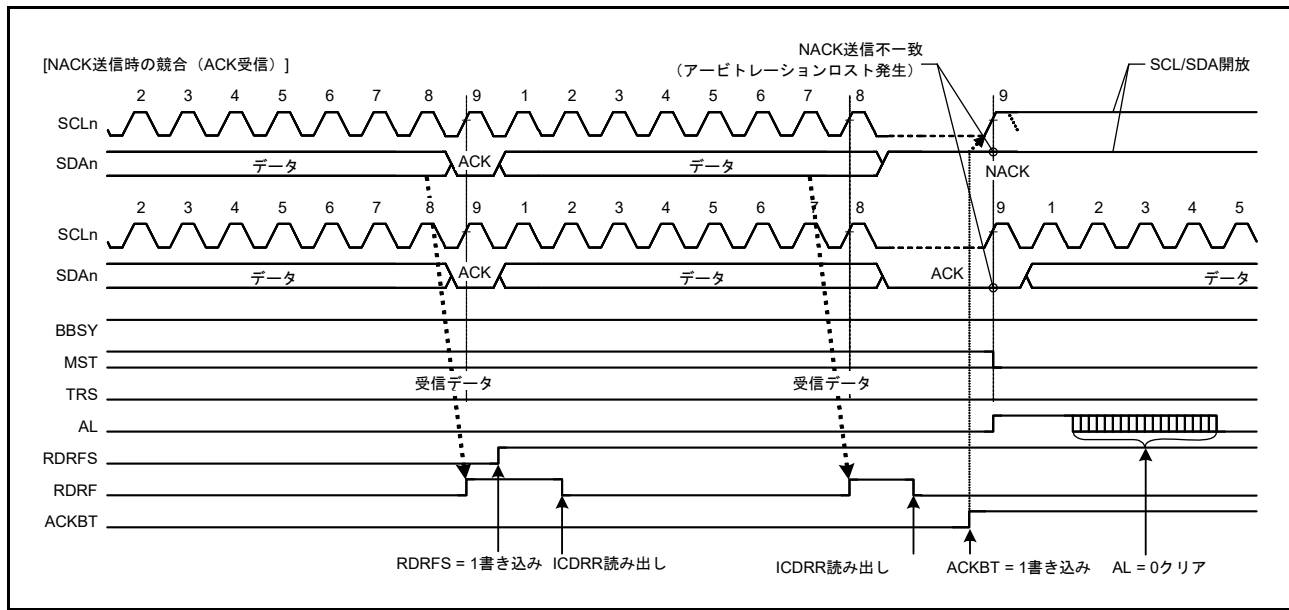 [NACK送信時の競合（ACK受信）]
NACK送信不一致
（アービトレーションロスト発生）
SCL/SDA開放
2 3 4 5 6 7 8 9 1 2 3 4 5 6 7 8 9
SCLn
SDAn データ ACK データ NACK
2 3 4 5 6 7 8 9 1 2 3 4 5 6 7 8 9 1 2 3 4 5
SCLn
SDAn データ ACK データ ACK データ
BBSY
MST
受信データ 受信データ
TRS
AL
RDRFS
RDRF
ACKBT
RDRFS = 1書き込み ICDRR読み出し ICDRR読み出し ACKBT = 1書き込み AL = 0クリア